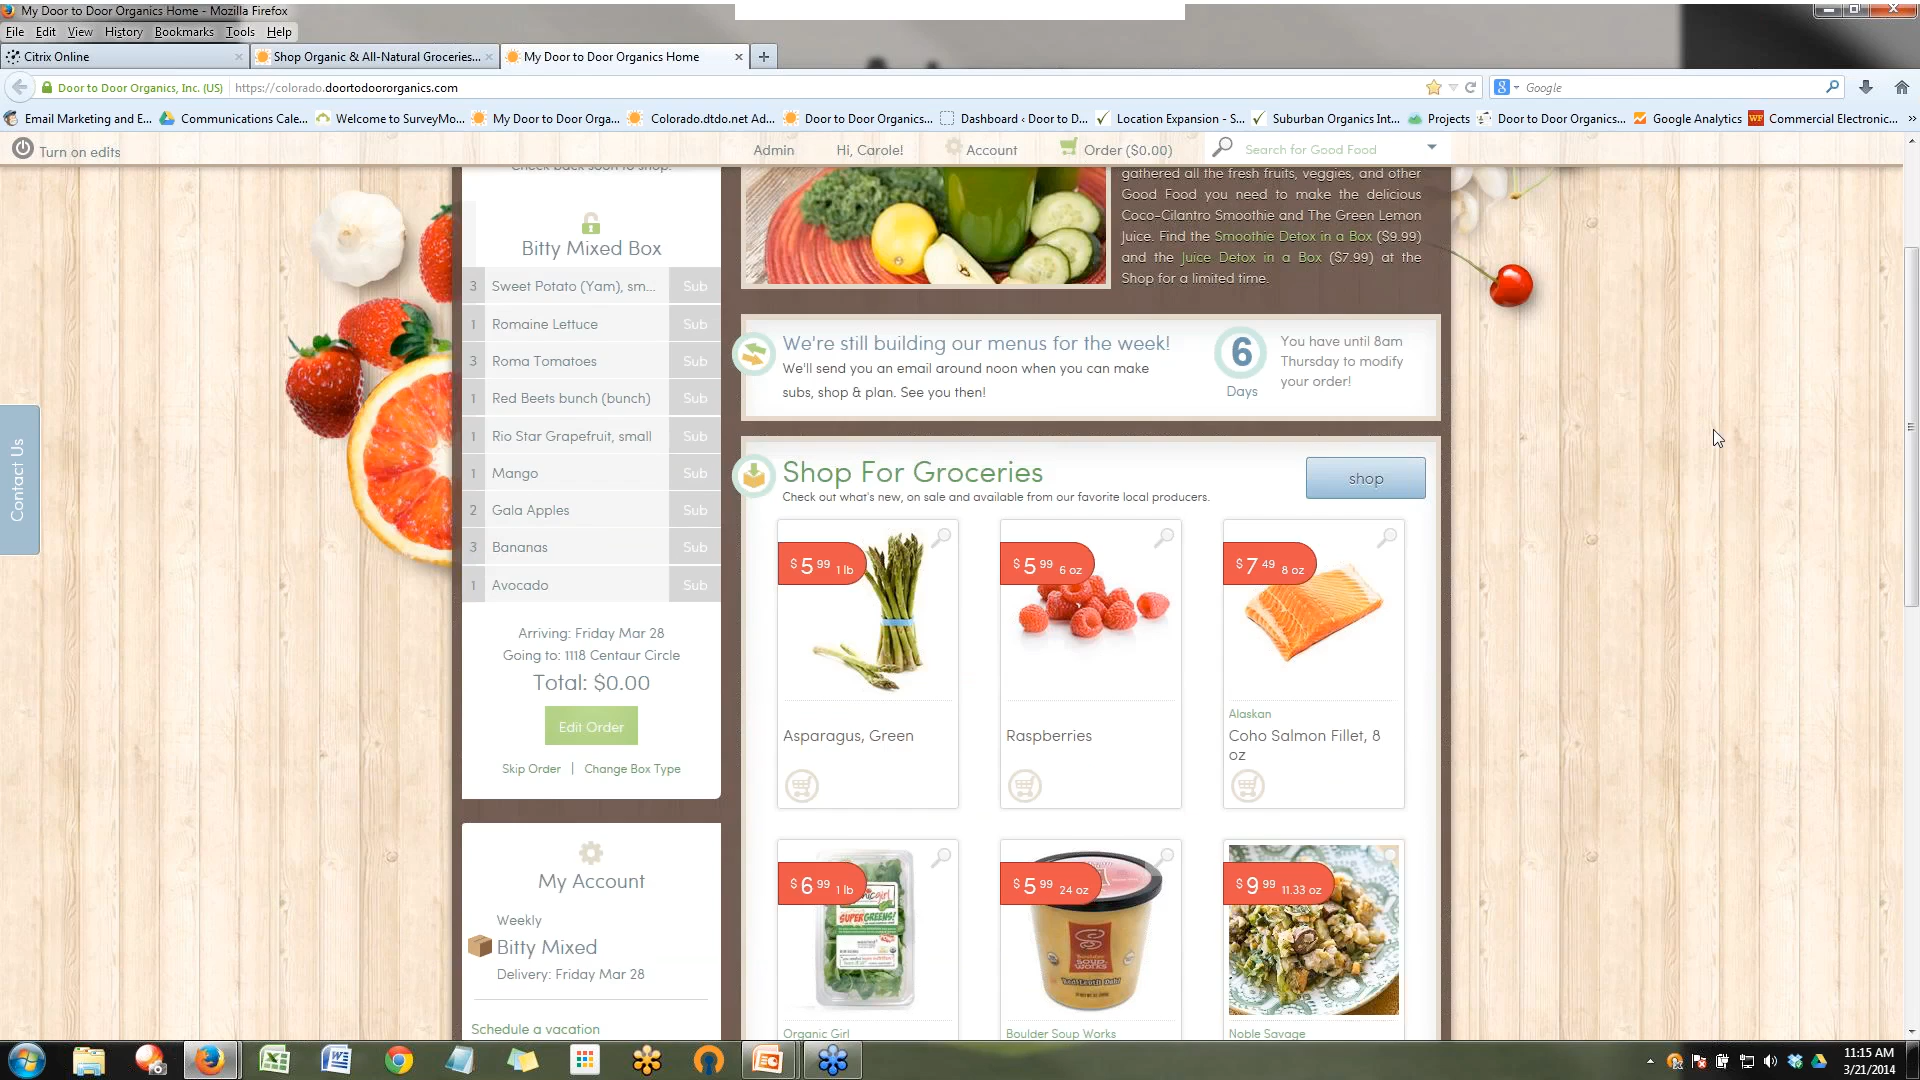 My Door to Door Organics Home - Mozilla Firefox
File Edit View History Bookmarks Tools Help
Citrix Online
Shop Organic & All-Natural Groceries...
My Door to Door Organics Home
Door to Door Organics, Inc. (US)
https://colorado.doortodoororganics.com
Google
Email Marketing and E...
Communications Cale...
Welcome to SurveyMo...
My Door to Door Orga...
Colorado.dtdo.net Ad...
Door to Door Organics...
Dashboard ‹ Door to D...
Location Expansion - S...
Suburban Organics Int...
Projects
Door to Door Organics...
Google Analytics
Commercial Electronic...
Turn on edits
Admin
Hi, Carole!
Account
Order ($0.00)
Search for Good Food
Contact Us
Check back soon to shop.
Bitty Mixed Box
3 Sweet Potato (Yam), sm... Sub
1 Romaine Lettuce Sub
3 Roma Tomatoes Sub
1 Red Beets bunch (bunch) Sub
1 Rio Star Grapefruit, small Sub
1 Mango Sub
2 Gala Apples Sub
3 Bananas Sub
1 Avocado Sub
Arriving: Friday Mar 28
Going to: 1118 Centaur Circle
Total: $0.00
Edit Order
Skip Order | Change Box Type
My Account
Weekly
Bitty Mixed
Delivery: Friday Mar 28
Schedule a vacation
gathered all the fresh fruits, veggies, and other
Good Food you need to make the delicious
Coco-Cilantro Smoothie and The Green Lemon
Juice. Find the Smoothie Detox in a Box ($9.99)
and the Juice Detox in a Box ($7.99) at the
Shop for a limited time.
We're still building our menus for the week!
We'll send you an email around noon when you can make
subs, shop & plan. See you then!
6
Days
You have until 8am
Thursday to modify
your order!
Shop For Groceries
Check out what's new, on sale and available from our favorite local producers.
shop
$5 99 1 lb
Asparagus, Green
$5 99 6 oz
Raspberries
$7 49 8 oz
Alaskan
Coho Salmon Fillet, 8
oz
$6 99 1 lb
SUPERGREENS!
Organic Girl
$5 99 24 oz
BOULDER
SOUP
WORKS
Red Lentil Dahl
Boulder Soup Works
$9 99 11.33 oz
Noble Savage
11:15 AM
3/21/2014